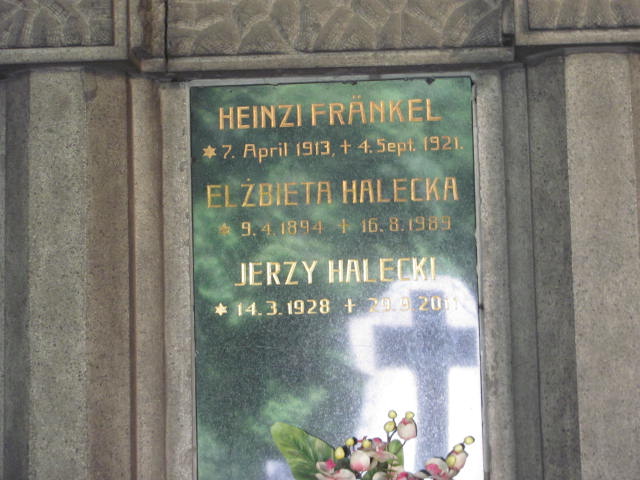 HEINZI FRÄNKEL
* 7. April 1913, + 4. Sept. 1921.
ELŻBIETA HALECKA
* 9.4.1894 + 16.8.1989
JERZY HALECKI
* 14.3.1928 + 29.9.2011